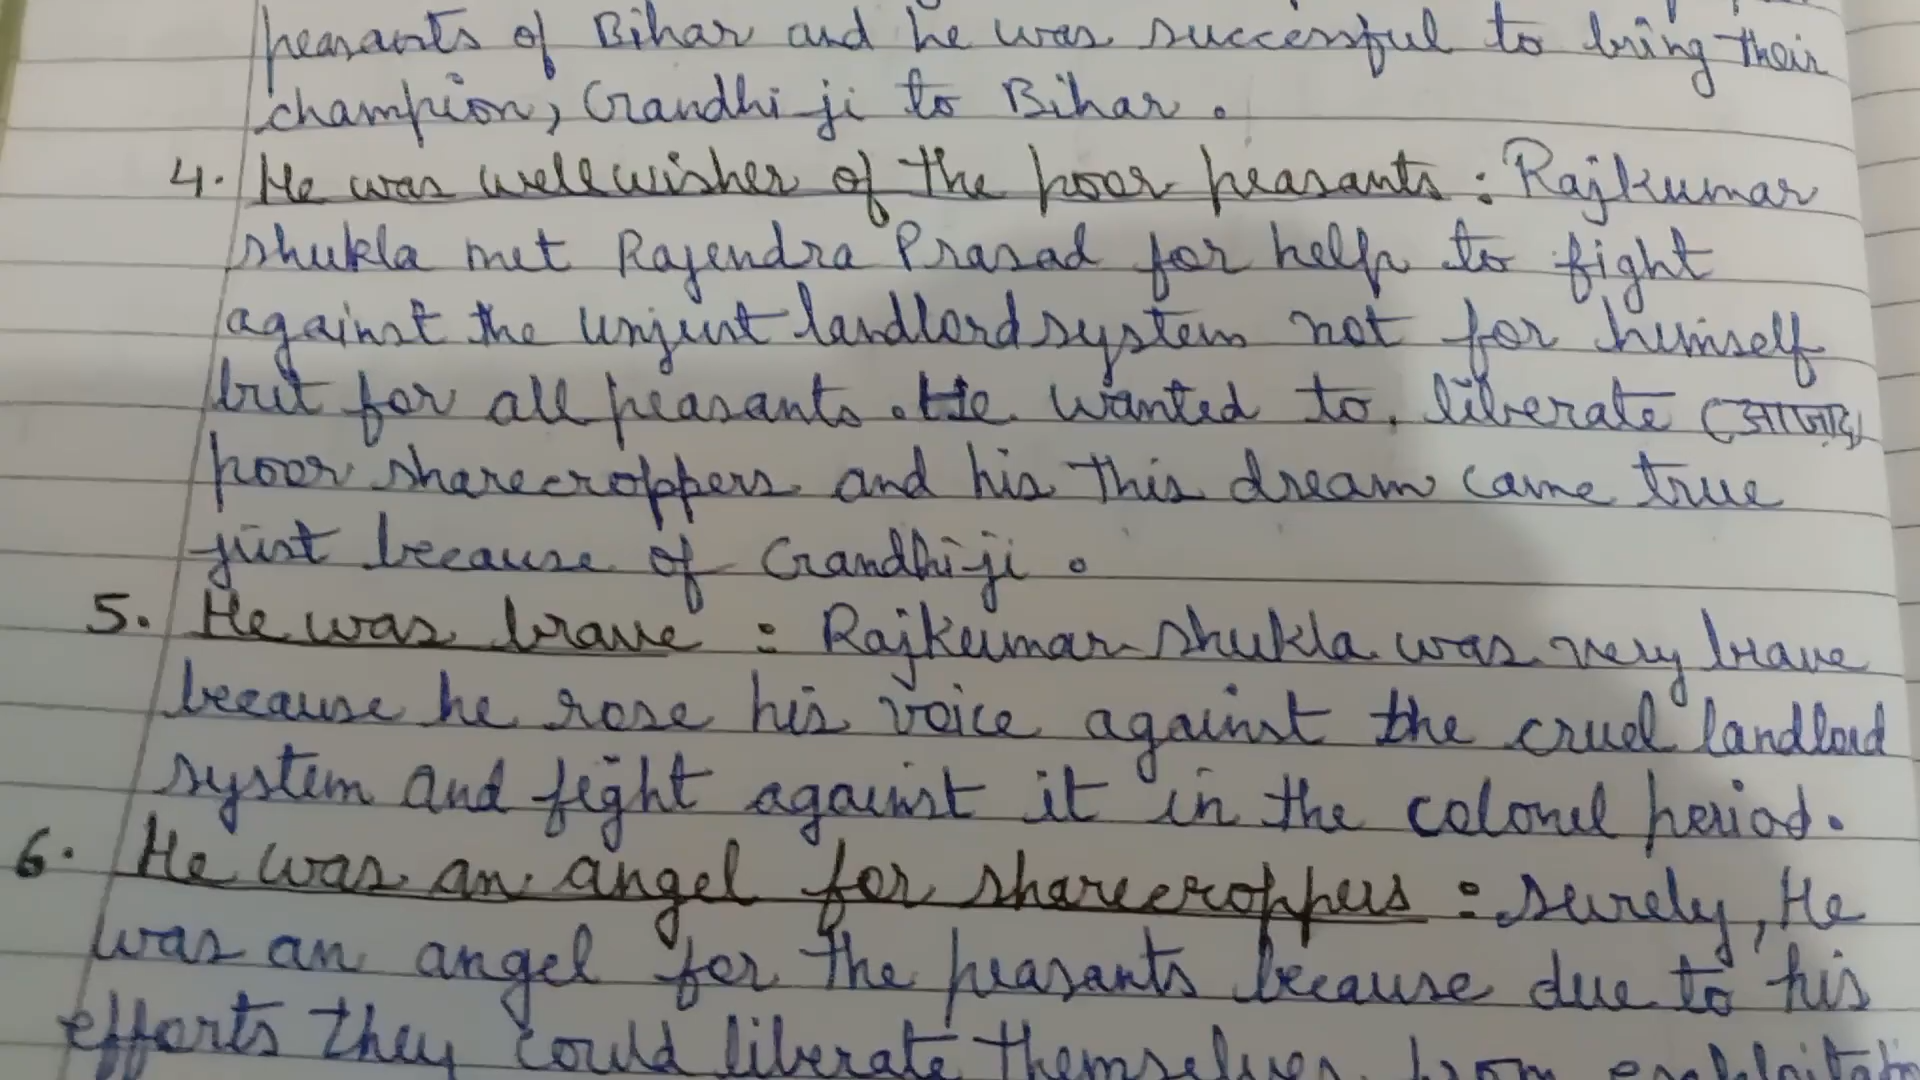 peasants of Bihar and he was successful to bring their
champion, Gandhi ji to Bihar.
4. He was wellwisher of the poor peasants : Rajkumar
shukla met Rajendra Prasad for help to fight
against the unjust landlord system not for himself
but for all peasants. He wanted to liberate (आजाद)
poor sharecroppers and his this dream came true
just because of Gandhiji.
5. He was brave : Rajkumar shukla was very brave
because he rose his voice against the cruel landlord
system and fight against it in the colonel period.
6. He was an angel for sharecroppers : surely, He
was an angel for the peasants because due to his
efforts they could liberate themselves from exploitation